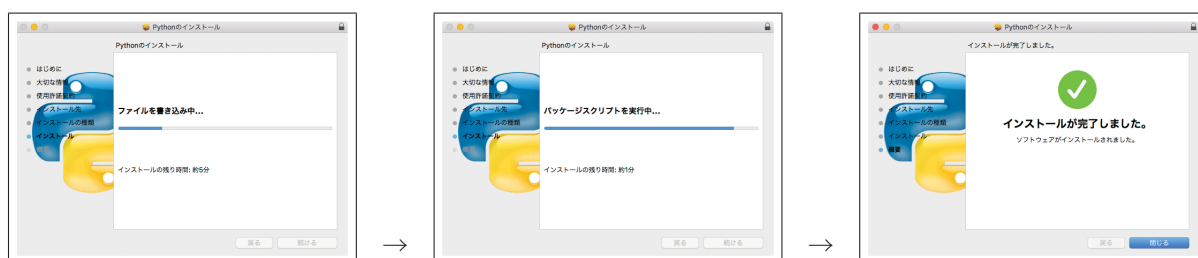 Pythonのインストール
Pythonのインストール
はじめに
大切な情報
使用許諾契約
インストール先
インストールの種類
インストール
概要
ファイルを書き込み中...
インストールの残り時間: 約5分
戻る
続ける
→
Pythonのインストール
Pythonのインストール
はじめに
大切な情報
使用許諾契約
インストール先
インストールの種類
インストール
概要
パッケージスクリプトを実行中...
インストールの残り時間: 約1分
戻る
続ける
→
Pythonのインストール
インストールが完了しました。
はじめに
大切な情報
使用許諾契約
インストール先
インストールの種類
インストール
概要
インストールが完了しました。
ソフトウェアがインストールされました。
戻る
閉じる